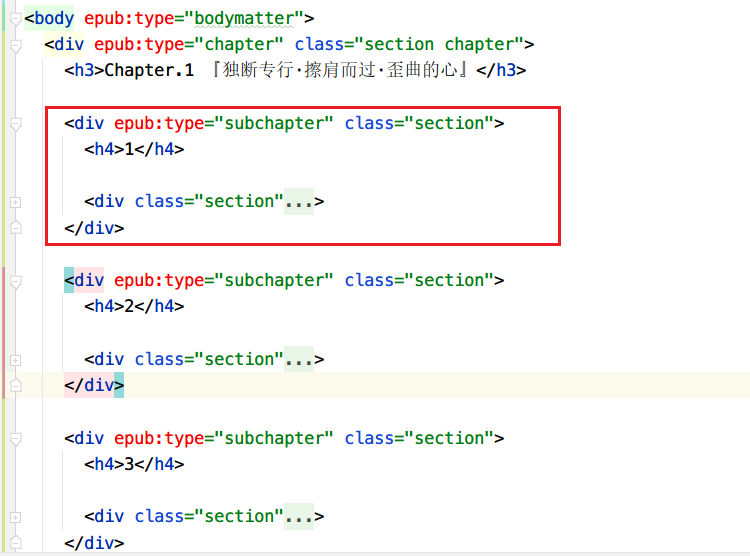 <body epub:type="bodymatter">
<div epub:type="chapter" class="section chapter">
<h3>Chapter.1 『独断专行·擦肩而过·歪曲的心』</h3>
<div epub:type="subchapter" class="section">
<h4>1</h4>
<div class="section"...>
</div>
<div epub:type="subchapter" class="section">
<h4>2</h4>
<div class="section"...>
</div>
<div epub:type="subchapter" class="section">
<h4>3</h4>
<div class="section"...>
</div>